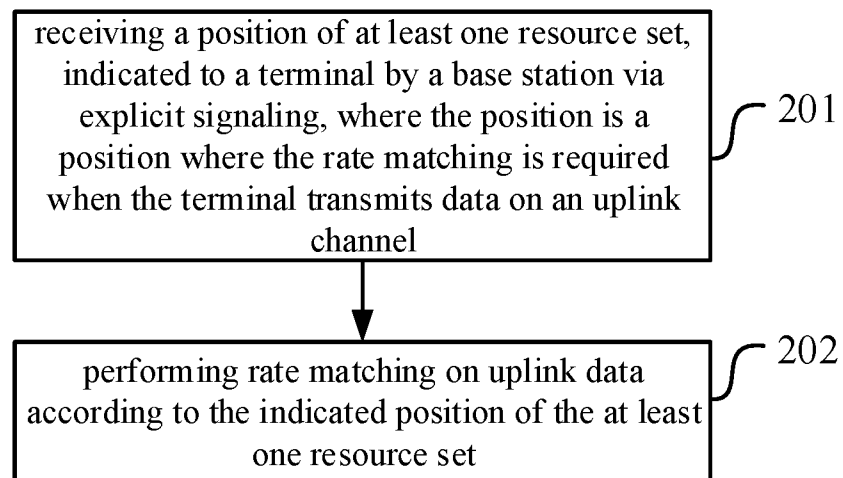 receiving a position of at least one resource set,
indicated to a terminal by a base station via
explicit signaling, where the position is a
position where the rate matching is required
when the terminal transmits data on an uplink
channel
201
performing rate matching on uplink data
according to the indicated position of the at least
one resource set
202